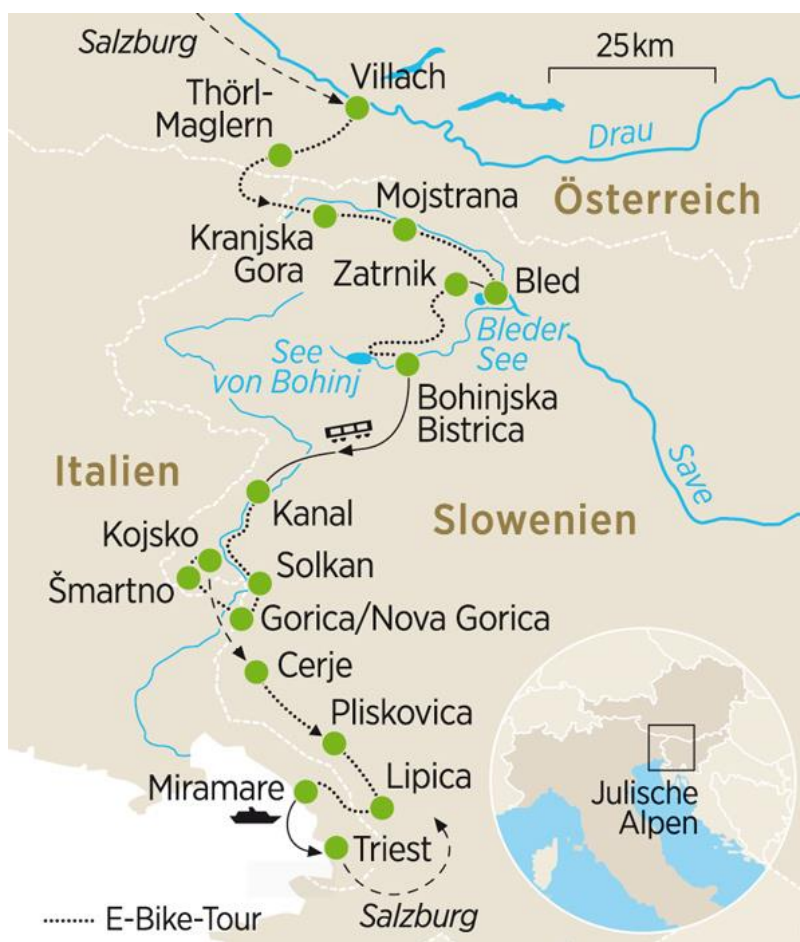 Salzburg
25 km
Villach
Thörl-
Maglern
Drau
Mojstrana
Österreich
Kranjska
Gora
Zatrnik
Bled
Bleder
See
See
von Bohinj
Bohinjska
Bistrica
Save
Italien
Kanal
Slowenien
Kojsko
Solkan
Šmartno
Gorica/Nova Gorica
Cerje
Pliskovica
Miramare
Lipica
Julische
Alpen
Triest
E-Bike-Tour
Salzburg